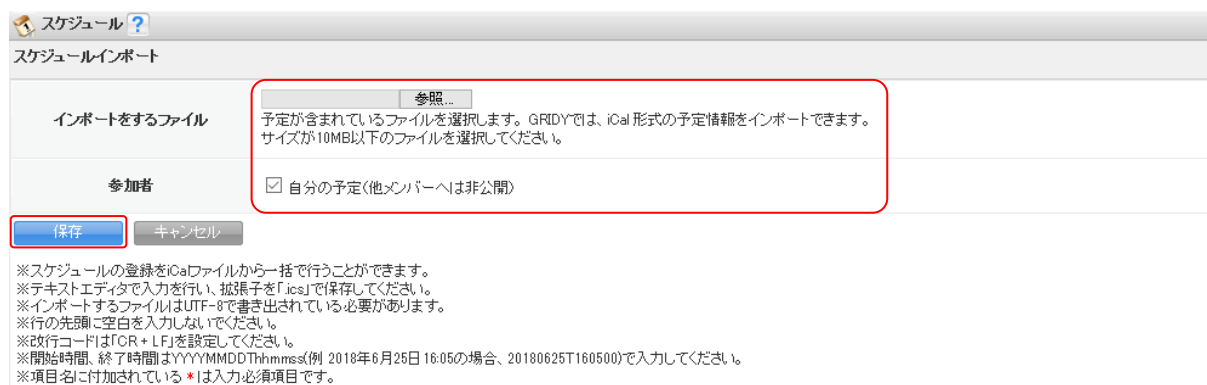 スケジュール ?
スケジュールインポート
インポートをするファイル
参照...
予定が含まれているファイルを選択します。GRIDYでは、iCal 形式の予定情報をインポートできます。
サイズが10MB以下のファイルを選択してください。
参加者
自分の予定(他メンバーへは非公開)
保存 キャンセル
※スケジュールの登録をiCalファイルから一括で行うことができます。
※テキストエディタで入力を行い、拡張子を「.ics」で保存してください。
※インポートするファイルはUTF-8で書き出されている必要があります。
※行の先頭に空白を入力しないでください。
※改行コードは「CR + LF」を設定してください。
※開始時間、終了時間はYYYYMMDDThhmmss(例 2018年6月25日 16:05の場合、20180625T160500)で入力してください。
※項目名に付加されている * は入力必須項目です。